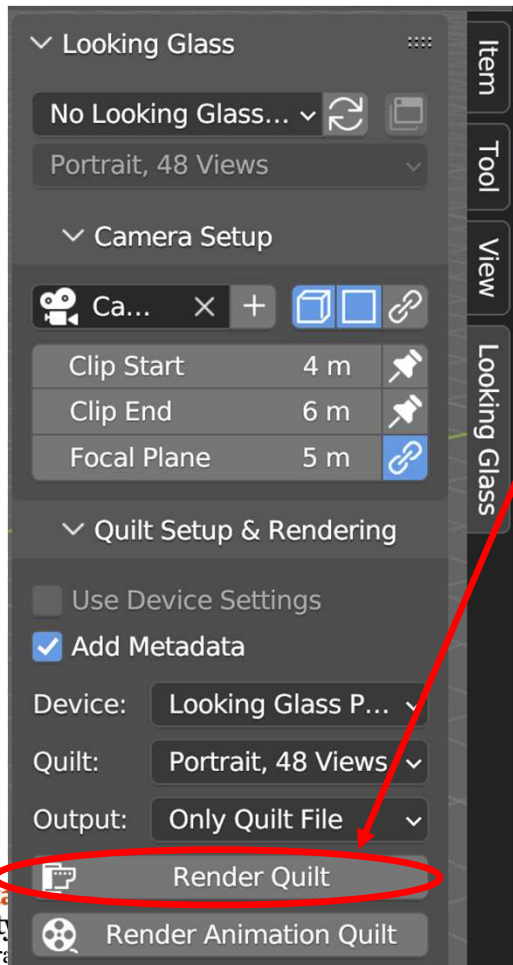 Looking Glass
No Looking Glass...
Portrait, 48 Views
Camera Setup
Ca...
Clip Start 4 m
Clip End 6 m
Focal Plane 5 m
Quilt Setup & Rendering
Use Device Settings
Add Metadata
Device: Looking Glass P...
Quilt: Portrait, 48 Views
Output: Only Quilt File
Render Quilt
Render Animation Quilt
Item
Tool
View
Looking Glass